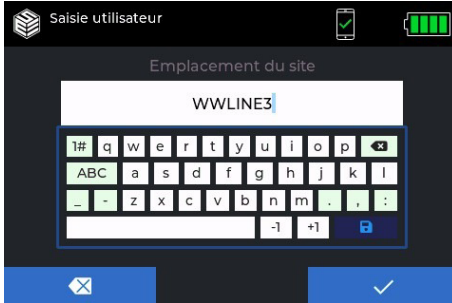 Saisie utilisateur
Emplacement du site
WWLINE3
1# q w e r t y u i o p
ABC a s d f g h j k l
_ - z x c v b n m . , :
-1 +1